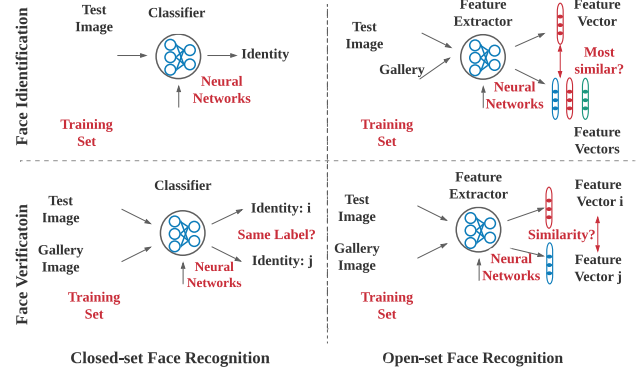 Face Idientfication
Test
Image
Classifier
Identity
Neural
Networks
Training
Set
Test
Image
Gallery
Feature
Extractor
Feature
Vector
Most
similar?
Neural
Networks
Training
Set
Feature
Vectors
Face Verificatoin
Test
Image
Gallery
Image
Classifier
Identity: i
Same Label?
Identity: j
Neural
Networks
Training
Set
Test
Image
Gallery
Image
Feature
Extractor
Feature
Vector i
Similarity?
Feature
Vector j
Neural
Networks
Training
Set
Closed-set Face Recognition
Open-set Face Recognition